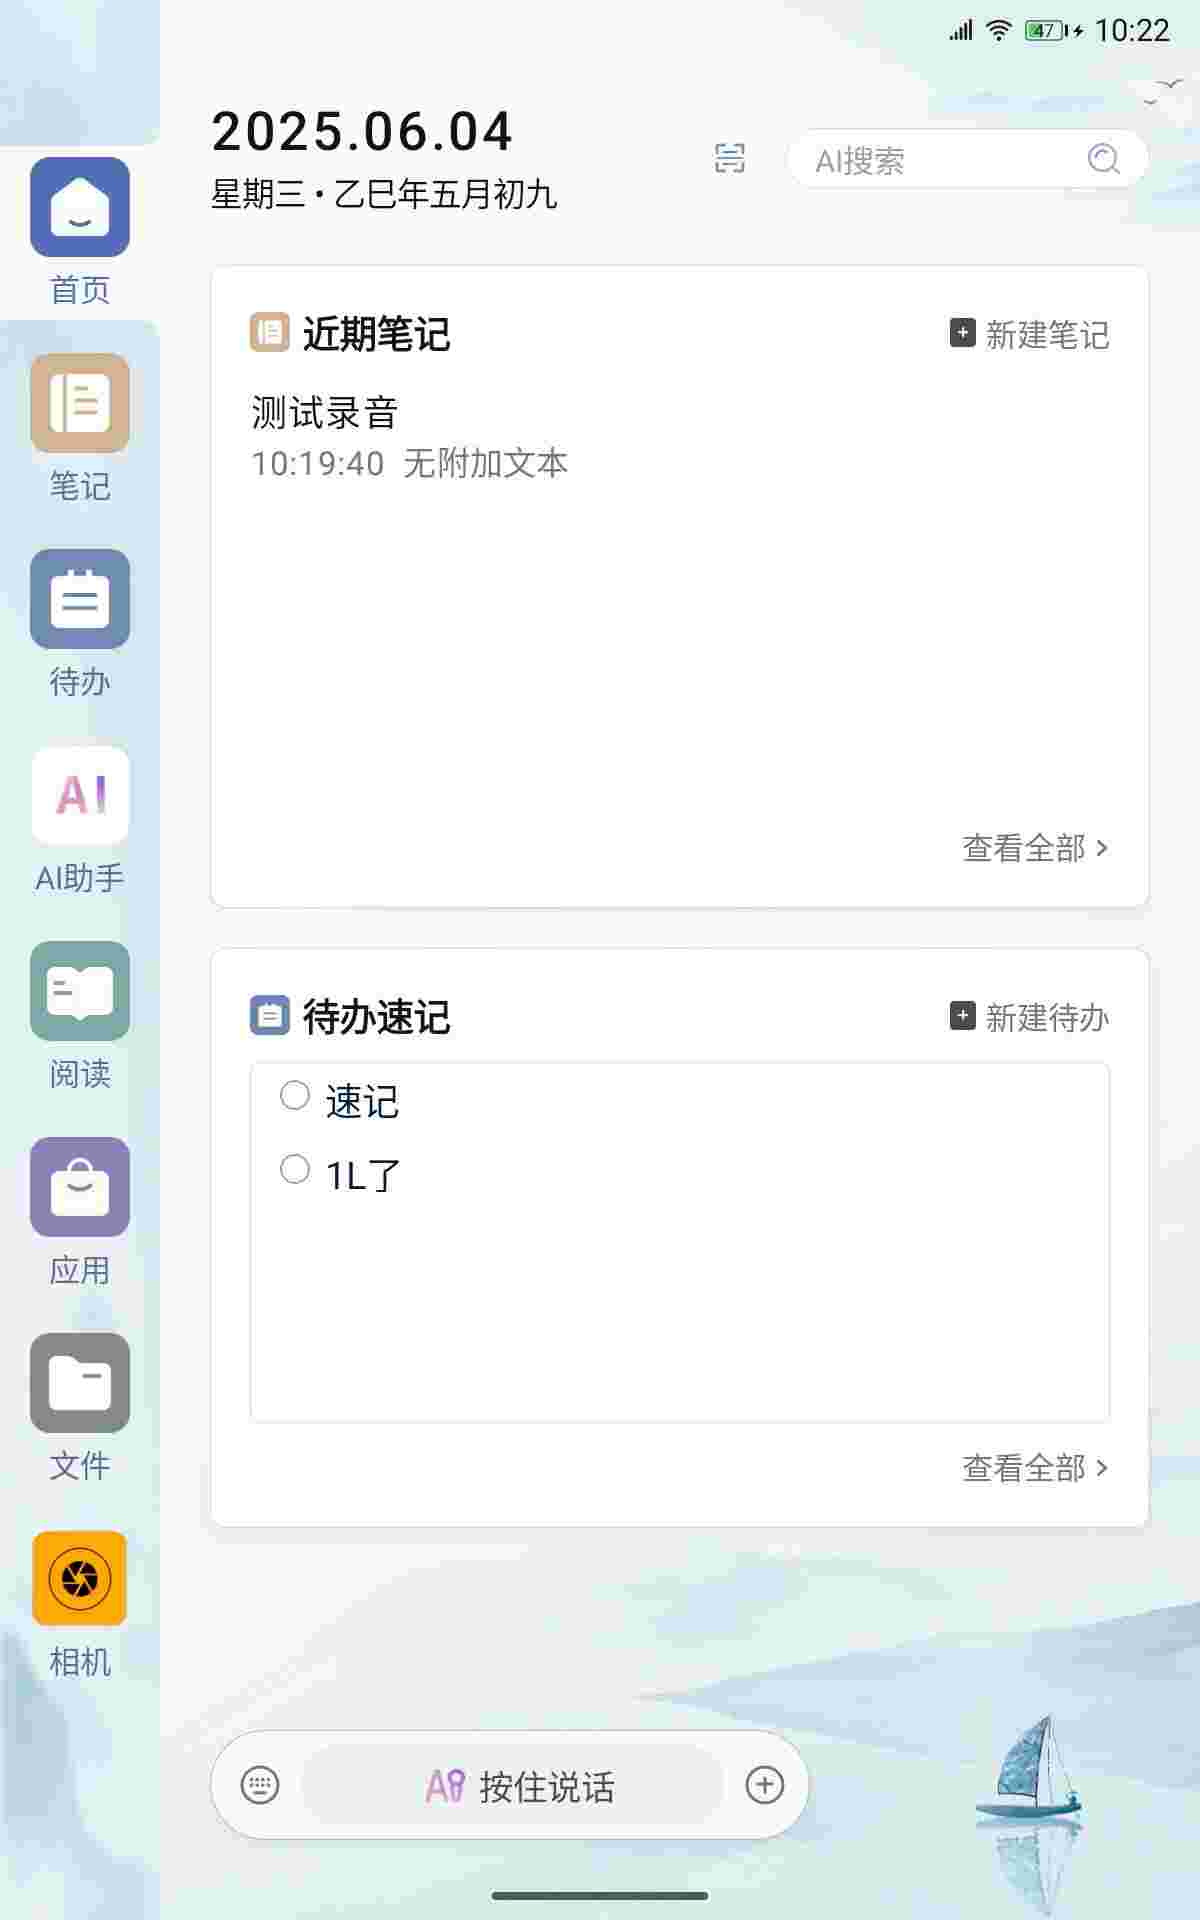 47 10:22
2025.06.04
星期三·乙巳年五月初九
AI搜索
首页
笔记
待办
AI
AI助手
阅读
应用
文件
相机
近期笔记
新建笔记
测试录音
10:19:40 无附加文本
查看全部 >
待办速记
新建待办
速记
1L了
查看全部 >
AI 按住说话